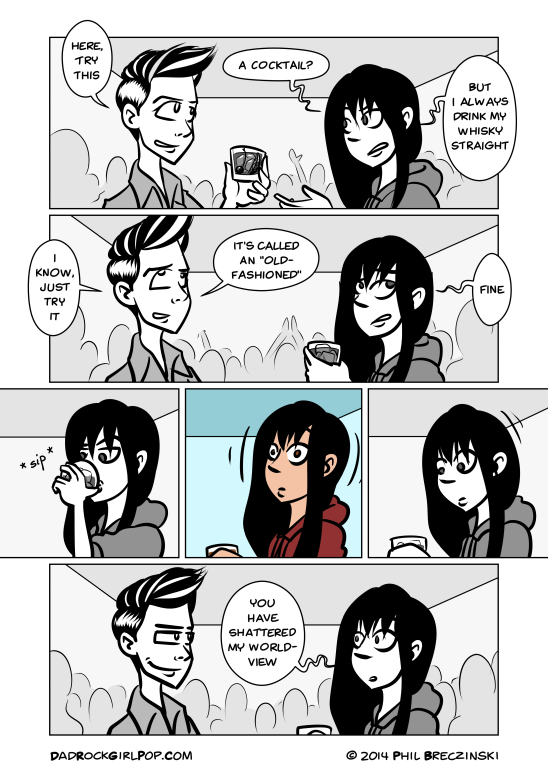 HERE,
TRY
THIS
A COCKTAIL?
BUT
I ALWAYS
DRINK MY
WHISKY
STRAIGHT
I
KNOW,
JUST
TRY
IT
IT'S CALLED
AN "OLD-
FASHIONED"
FINE
*sip*
YOU
HAVE
SHATTERED
MY WORLD-
VIEW
DADROCKGIRLPOP.COM
© 2014 PHIL BRECZINSKI